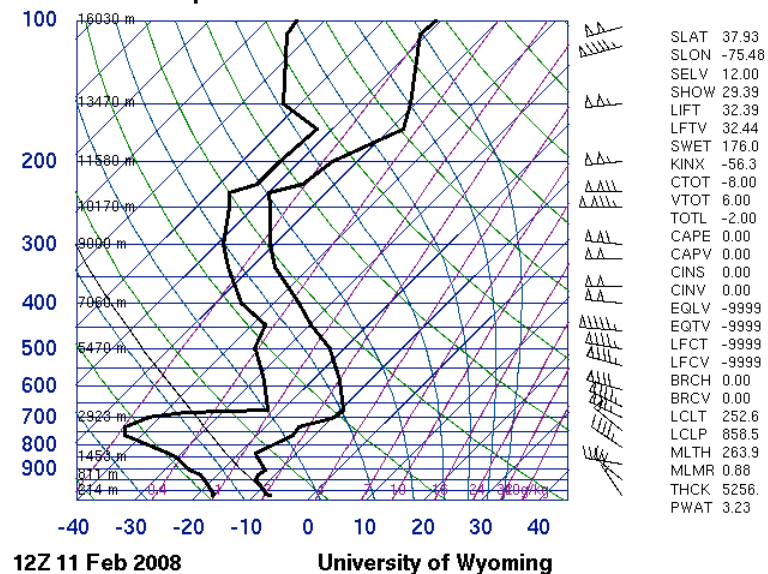 100
16030 m
13470 m
200
11580 m
10170 m
300
9000 m
400
7060 m
500
5470 m
600
700
2923 m
800
1453 m
900
811 m
214 m
0.4
1
2
4
7
10
16
24
32
40g/kg
-40 -30 -20 -10 0 10 20 30 40
12Z 11 Feb 2008
University of Wyoming
SLAT 37.93
SLON -75.48
SELV 12.00
SHOW 29.39
LIFT 32.39
LFTV 32.44
SWET 176.0
KINX -56.3
CTOT -8.00
VTOT 6.00
TOTL -2.00
CAPE 0.00
CAPV 0.00
CINS 0.00
CINV 0.00
EQLV -9999
EQTV -9999
LFCT -9999
LFCV -9999
BRCH 0.00
BRCV 0.00
LCLT 252.6
LCLP 858.5
MLTH 263.9
MLMR 0.88
THCK 5256.
PWAT 3.23